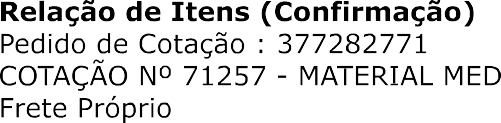 Relação de Itens (Confirmação)
Pedido de Cotação : 377282771
COTAÇÃO Nº 71257 - MATERIAL MED
Frete Próprio